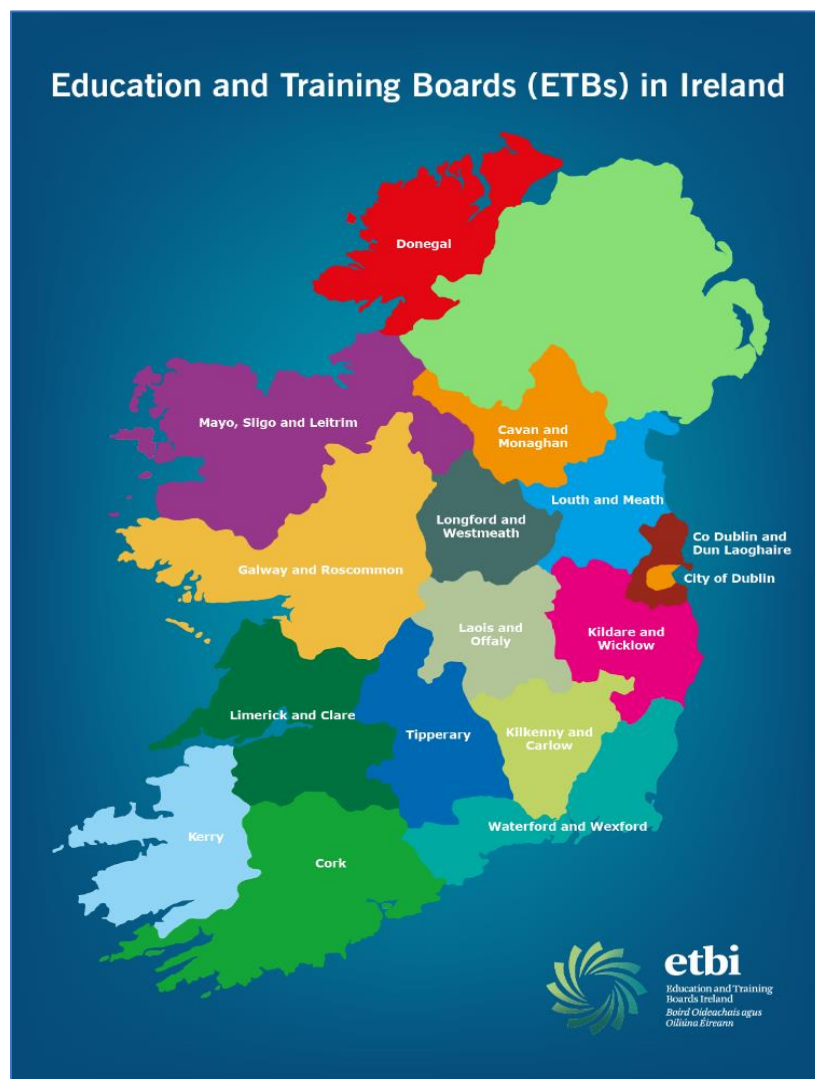 Education and Training Boards (ETBs) in Ireland
Donegal
Mayo, Sligo and Leitrim
Cavan and
Monaghan
Louth and Meath
Longford and
Westmeath
Co Dublin and
Dun Laoghaire
City of Dublin
Galway and Roscommon
Laois and
Offaly
Kildare and
Wicklow
Limerick and Clare
Tipperary
Kilkenny and
Carlow
Waterford and Wexford
Kerry
Cork
etbi
Education and Training
Boards Ireland
Boird Oideachais agus
Oiliúna Éireann